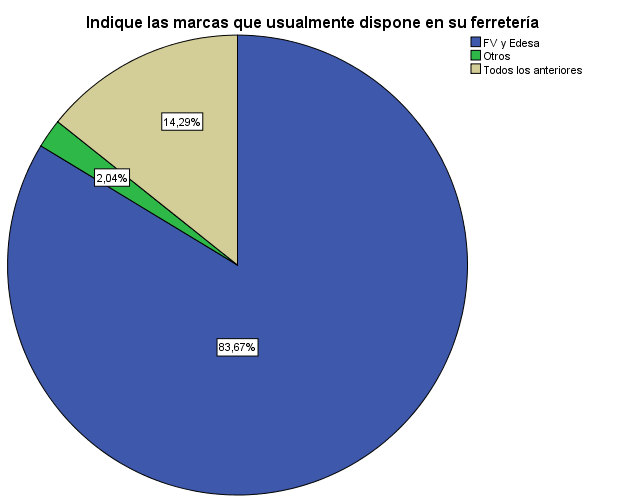 Indique las marcas que usualmente dispone en su ferretería
FV y Edesa
Otros
Todos los anteriores
14,29%
2,04%
83,67%